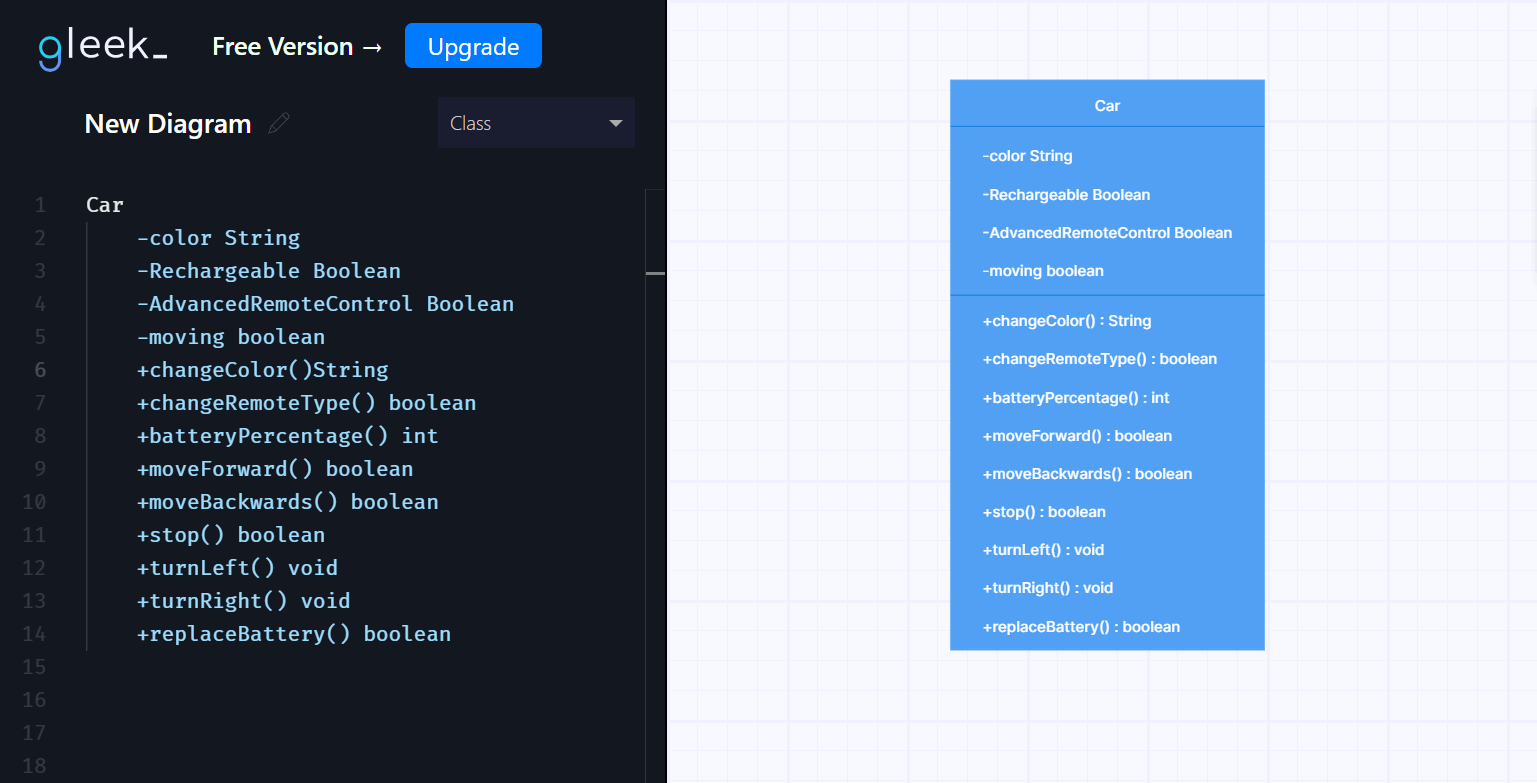 gleek_ Free Version → Upgrade
New Diagram Class
1 Car
2 -color String
3 -Rechargeable Boolean
4 -AdvancedRemoteControl Boolean
5 -moving boolean
6 +changeColor()String
7 +changeRemoteType() boolean
8 +batteryPercentage() int
9 +moveForward() boolean
10 +moveBackwards() boolean
11 +stop() boolean
12 +turnLeft() void
13 +turnRight() void
14 +replaceBattery() boolean
15
16
17
18
Car
-color String
-Rechargeable Boolean
-AdvancedRemoteControl Boolean
-moving boolean
+changeColor() : String
+changeRemoteType() : boolean
+batteryPercentage() : int
+moveForward() : boolean
+moveBackwards() : boolean
+stop() : boolean
+turnLeft() : void
+turnRight() : void
+replaceBattery() : boolean